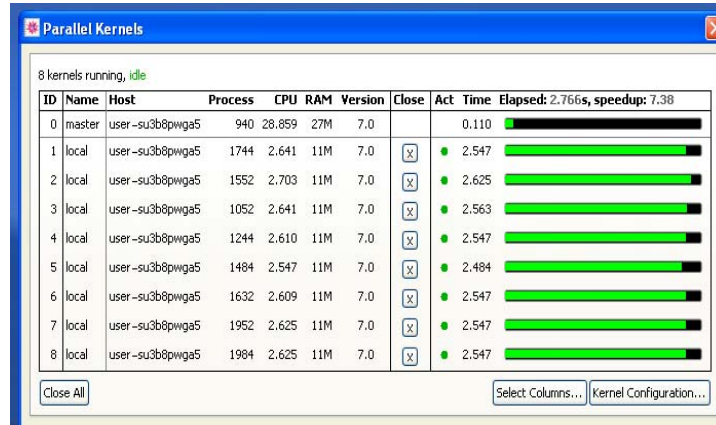 Parallel Kernels
8 kernels running, idle
ID Name Host Process CPU RAM Version Close Act Time Elapsed: 2.766s, speedup: 7.38
0 master user-su3b8pwga5 940 28.859 27M 7.0 0.110
1 local user-su3b8pwga5 1744 2.641 11M 7.0 X 2.547
2 local user-su3b8pwga5 1552 2.703 11M 7.0 X 2.625
3 local user-su3b8pwga5 1052 2.641 11M 7.0 X 2.563
4 local user-su3b8pwga5 1244 2.610 11M 7.0 X 2.547
5 local user-su3b8pwga5 1484 2.547 11M 7.0 X 2.484
6 local user-su3b8pwga5 1632 2.609 11M 7.0 X 2.547
7 local user-su3b8pwga5 1952 2.625 11M 7.0 X 2.547
8 local user-su3b8pwga5 1984 2.625 11M 7.0 X 2.547
Close All Select Columns... Kernel Configuration...